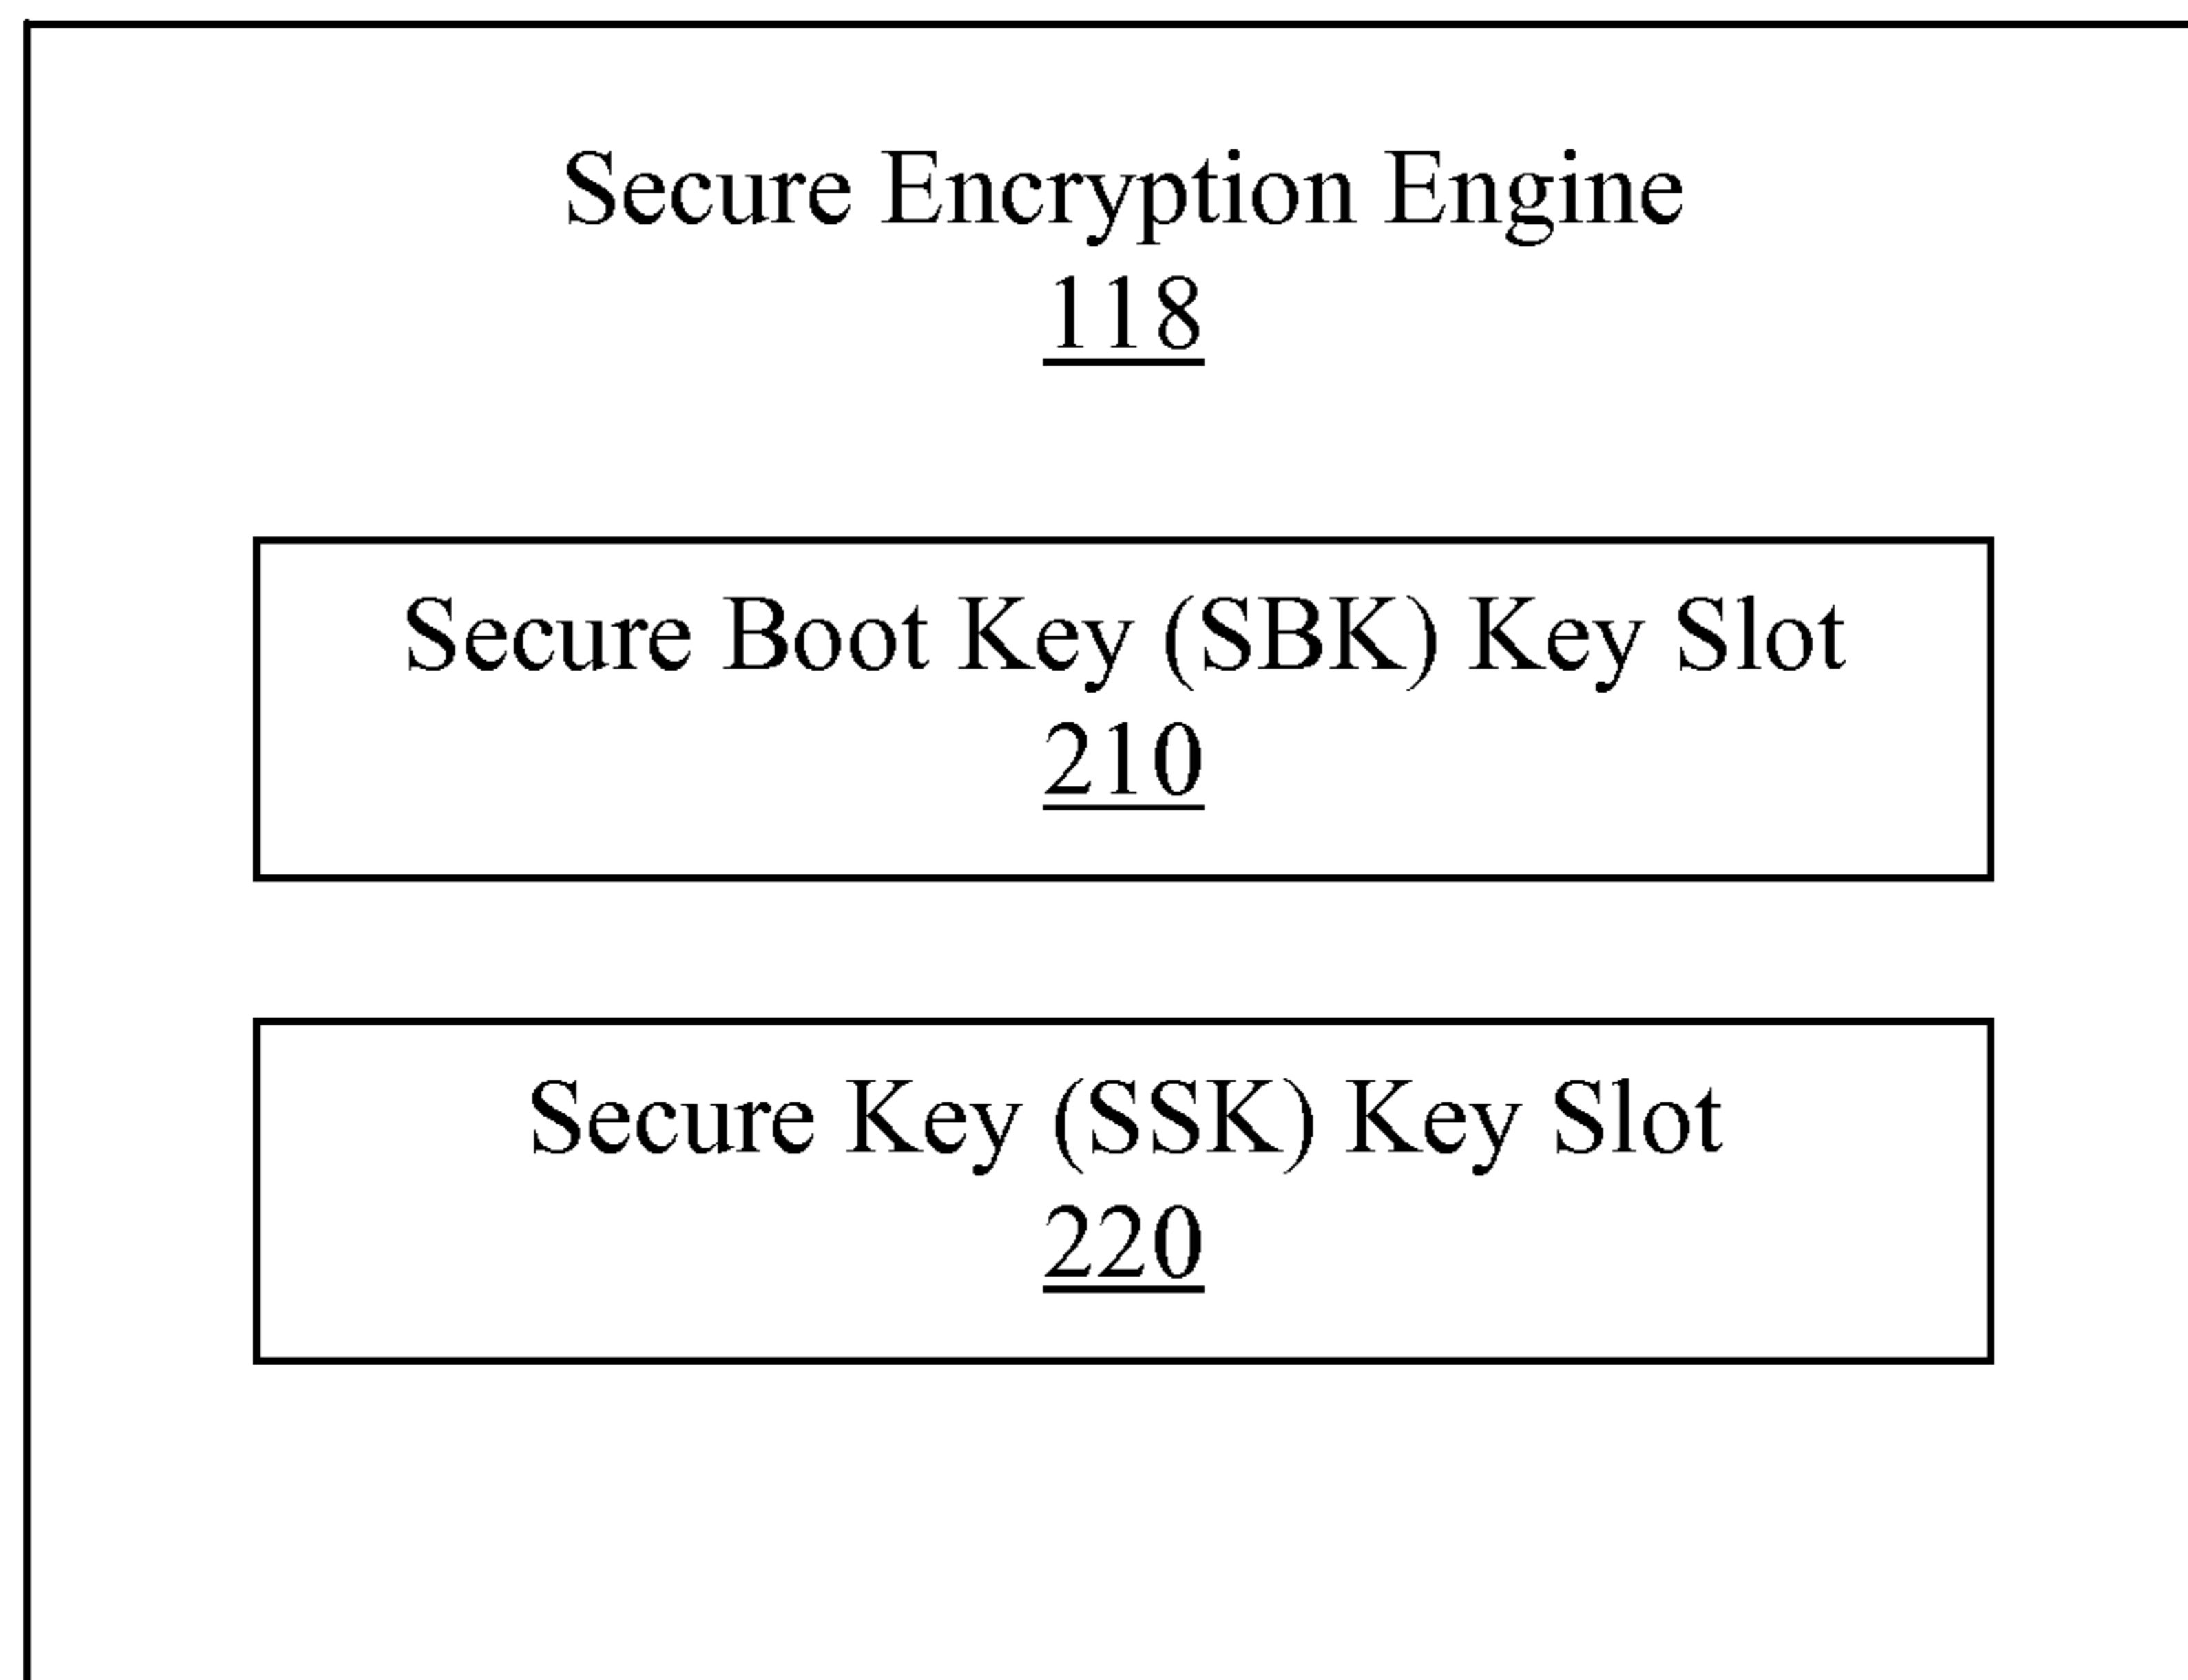 Secure Encryption Engine
118
Secure Boot Key (SBK) Key Slot
210
Secure Key (SSK) Key Slot
220